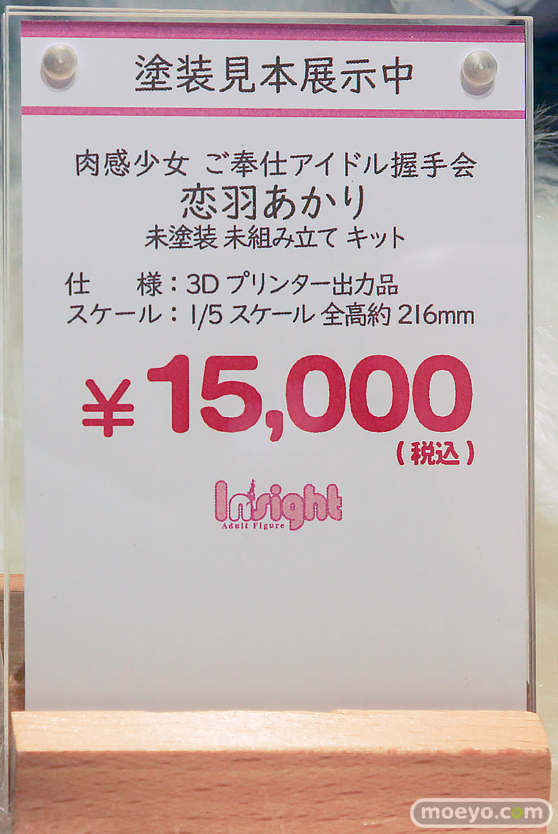 塗装見本展示中
肉感少女 ご奉仕アイドル握手会
恋羽あかり
未塗装 未組み立て キット
仕　様：3D プリンター出力品
スケール：1/5 スケール 全高約 216mm
¥15,000
(税込)
Insight
Adult Figure
moeyo.com